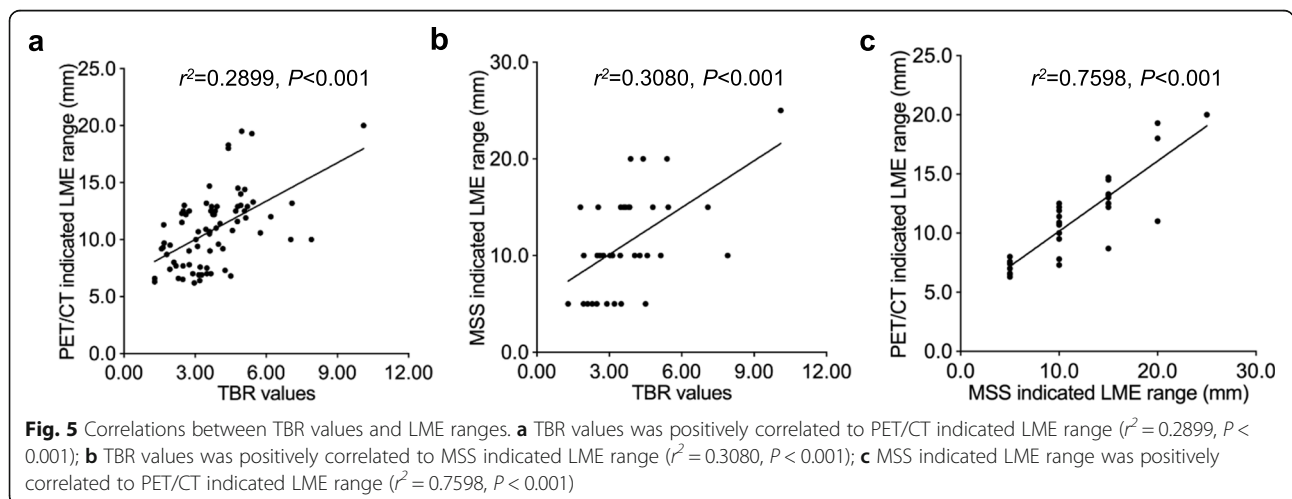 a
r²=0.2899, P<0.001
PET/CT indicated LME range (mm)
25.0
20.0
15.0
10.0
5.0
0.0
0.00 3.00 6.00 9.00 12.00
TBR values
b
r²=0.3080, P<0.001
MSS indicated LME range (mm)
30.0
20.0
10.0
0.0
0.00 3.00 6.00 9.00 12.00
TBR values
c
r²=0.7598, P<0.001
PET/CT indicated LME range (mm)
25.0
20.0
15.0
10.0
5.0
0.0
0.0 10.0 20.0 30.0
MSS indicated LME range (mm)
Fig. 5 Correlations between TBR values and LME ranges. a TBR values was positively correlated to PET/CT indicated LME range (r² = 0.2899, P <
0.001); b TBR values was positively correlated to MSS indicated LME range (r² = 0.3080, P < 0.001); c MSS indicated LME range was positively
correlated to PET/CT indicated LME range (r² = 0.7598, P < 0.001)